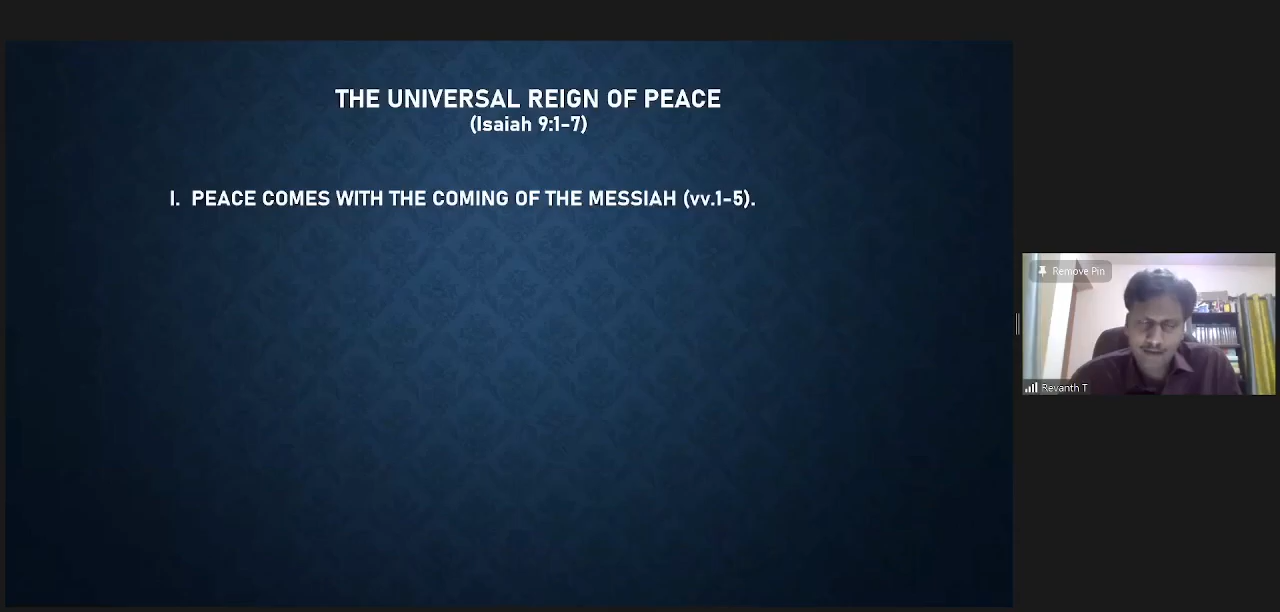 THE UNIVERSAL REIGN OF PEACE
(Isaiah 9:1-7)
I. PEACE COMES WITH THE COMING OF THE MESSIAH (vv.1-5).
Remove Pin
Revanth T